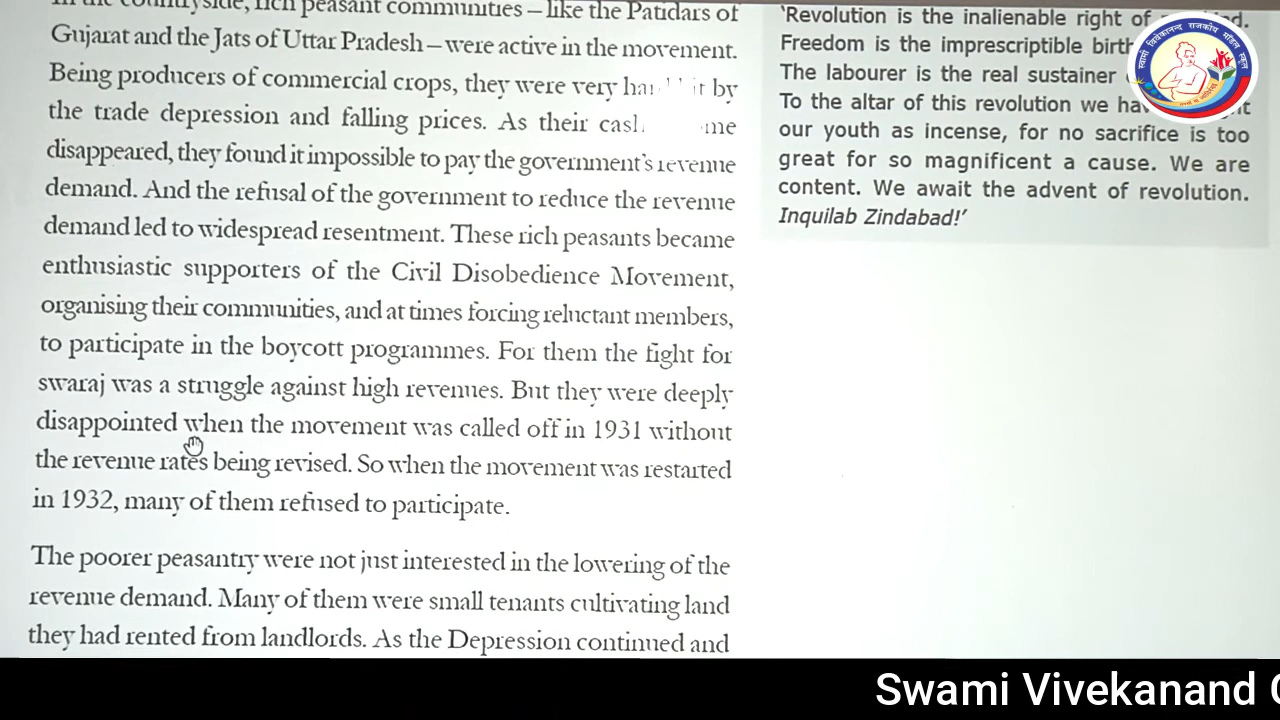 In the countryside, rich peasant communities – like the Patidars of
Gujarat and the Jats of Uttar Pradesh – were active in the movement.
Being producers of commercial crops, they were very by
the trade depression and falling prices. As their
disappeared, they found it impossible to pay the government's revenue
demand. And the refusal of the government to reduce the revenue
demand led to widespread resentment. These rich peasants became
enthusiastic supporters of the Civil Disobedience Movement,
organising their communities, and at times forcing reluctant members,
to participate in the boycott programmes. For them the fight for
swaraj was a struggle against high revenues. But they were deeply
disappointed when the movement was called off in 1931 without
the revenue rates being revised. So when the movement was restarted
in 1932, many of them refused to participate.
The poorer peasantry were not just interested in the lowering of the
revenue demand. Many of them were small tenants cultivating land
they had rented from landlords. As the Depression continued and
'Revolution is the inalienable right of
Freedom is the imprescriptible
The labourer is the real sustainer
To the altar of this revolution we
our youth as incense, for no sacrifice is too
great for so magnificent a cause. We are
content. We await the advent of revolution.
Inquilab Zindabad!'
स्वामी विवेकानन्द राजकीय मॉडल स्कूल
Swami Vivekanand